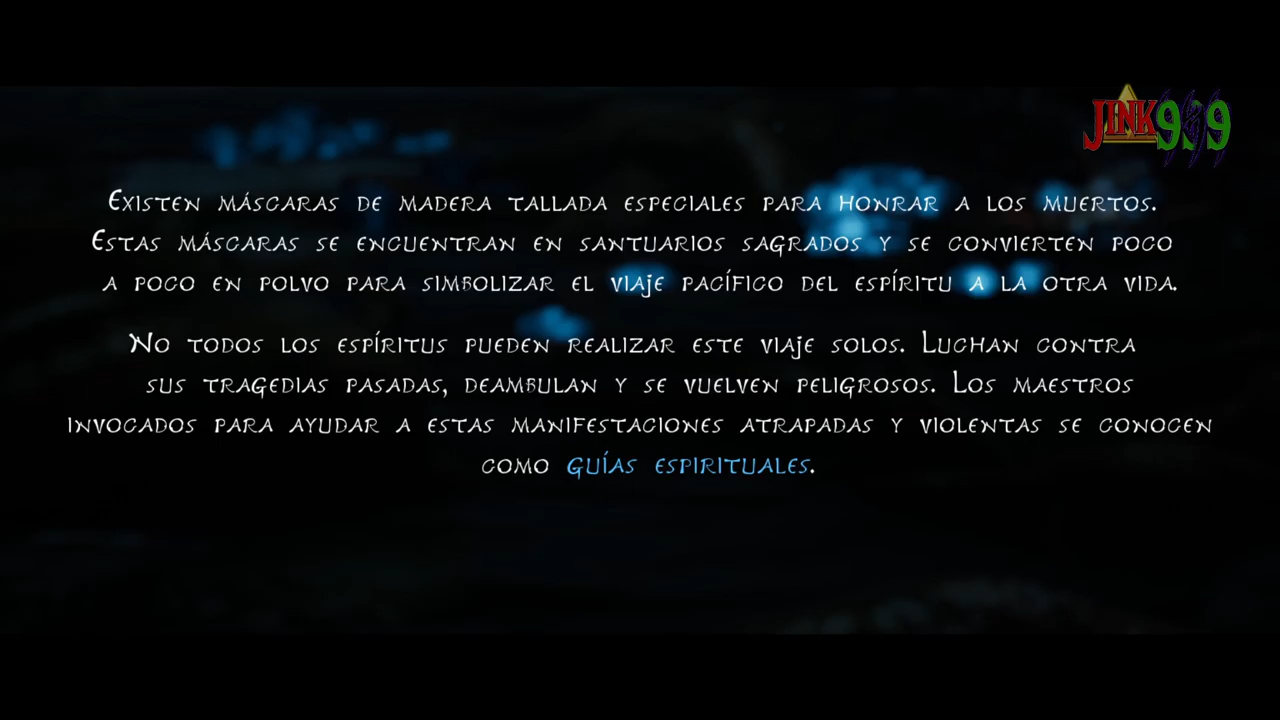 JINK999
Existen máscaras de madera tallada especiales para honrar a los muertos.
Estas máscaras se encuentran en santuarios sagrados y se convierten poco
a poco en polvo para simbolizar el viaje pacífico del espíritu a la otra vida.
No todos los espíritus pueden realizar este viaje solos. Luchan contra
sus tragedias pasadas, deambulan y se vuelven peligrosos. Los maestros
invocados para ayudar a estas manifestaciones atrapadas y violentas se conocen
como guías espirituales.